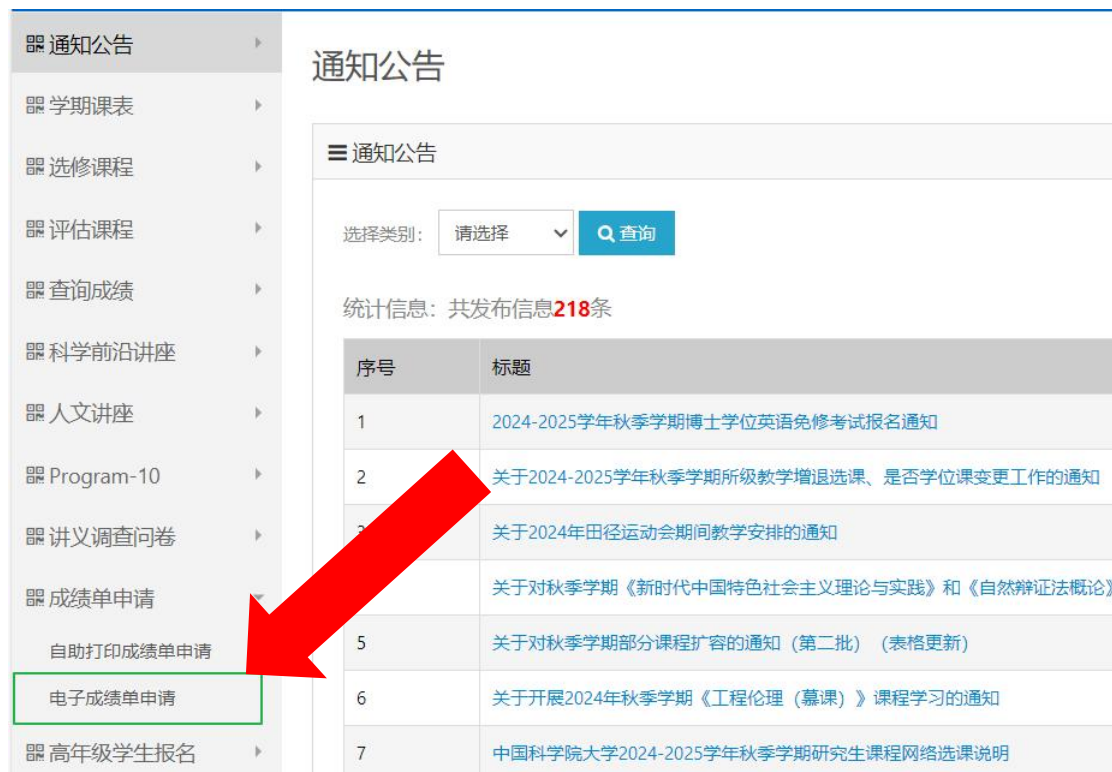 通知公告
学期课表
选修课程
评估课程
查询成绩
科学前沿讲座
人文讲座
Program-10
讲义调查问卷
成绩单申请
自助打印成绩单申请
电子成绩单申请
高年级学生报名
通知公告
通知公告
选择类别： 请选择 查询
统计信息：共发布信息218条
序号 标题
1 2024-2025学年秋季学期博士学位英语免修考试报名通知
2 关于2024-2025学年秋季学期所级教学增退选课、是否学位课变更工作的通知
关于2024年田径运动会期间教学安排的通知
关于对秋季学期《新时代中国特色社会主义理论与实践》和《自然辩证法概论》
5 关于对秋季学期部分课程扩容的通知（第二批）（表格更新）
6 关于开展2024年秋季学期《工程伦理（慕课）》课程学习的通知
7 中国科学院大学2024-2025学年秋季学期研究生课程网络选课说明